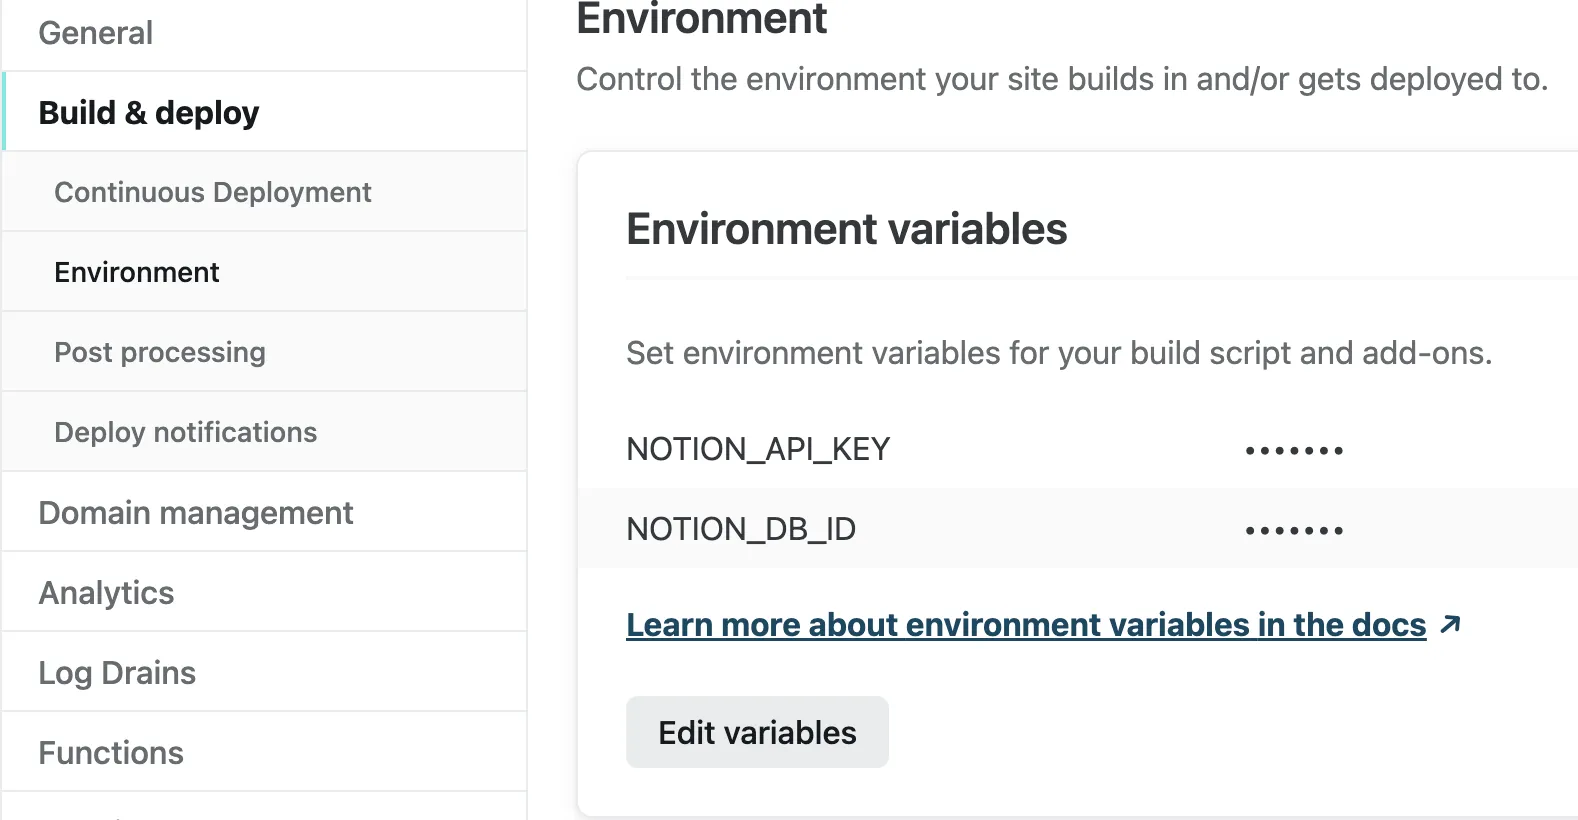 General
Build & deploy
Continuous Deployment
Environment
Post processing
Deploy notifications
Domain management
Analytics
Log Drains
Functions
Environment
Control the environment your site builds in and/or gets deployed to.
Environment variables
Set environment variables for your build script and add-ons.
NOTION_API_KEY •••••••
NOTION_DB_ID •••••••
Learn more about environment variables in the docs ↗
Edit variables